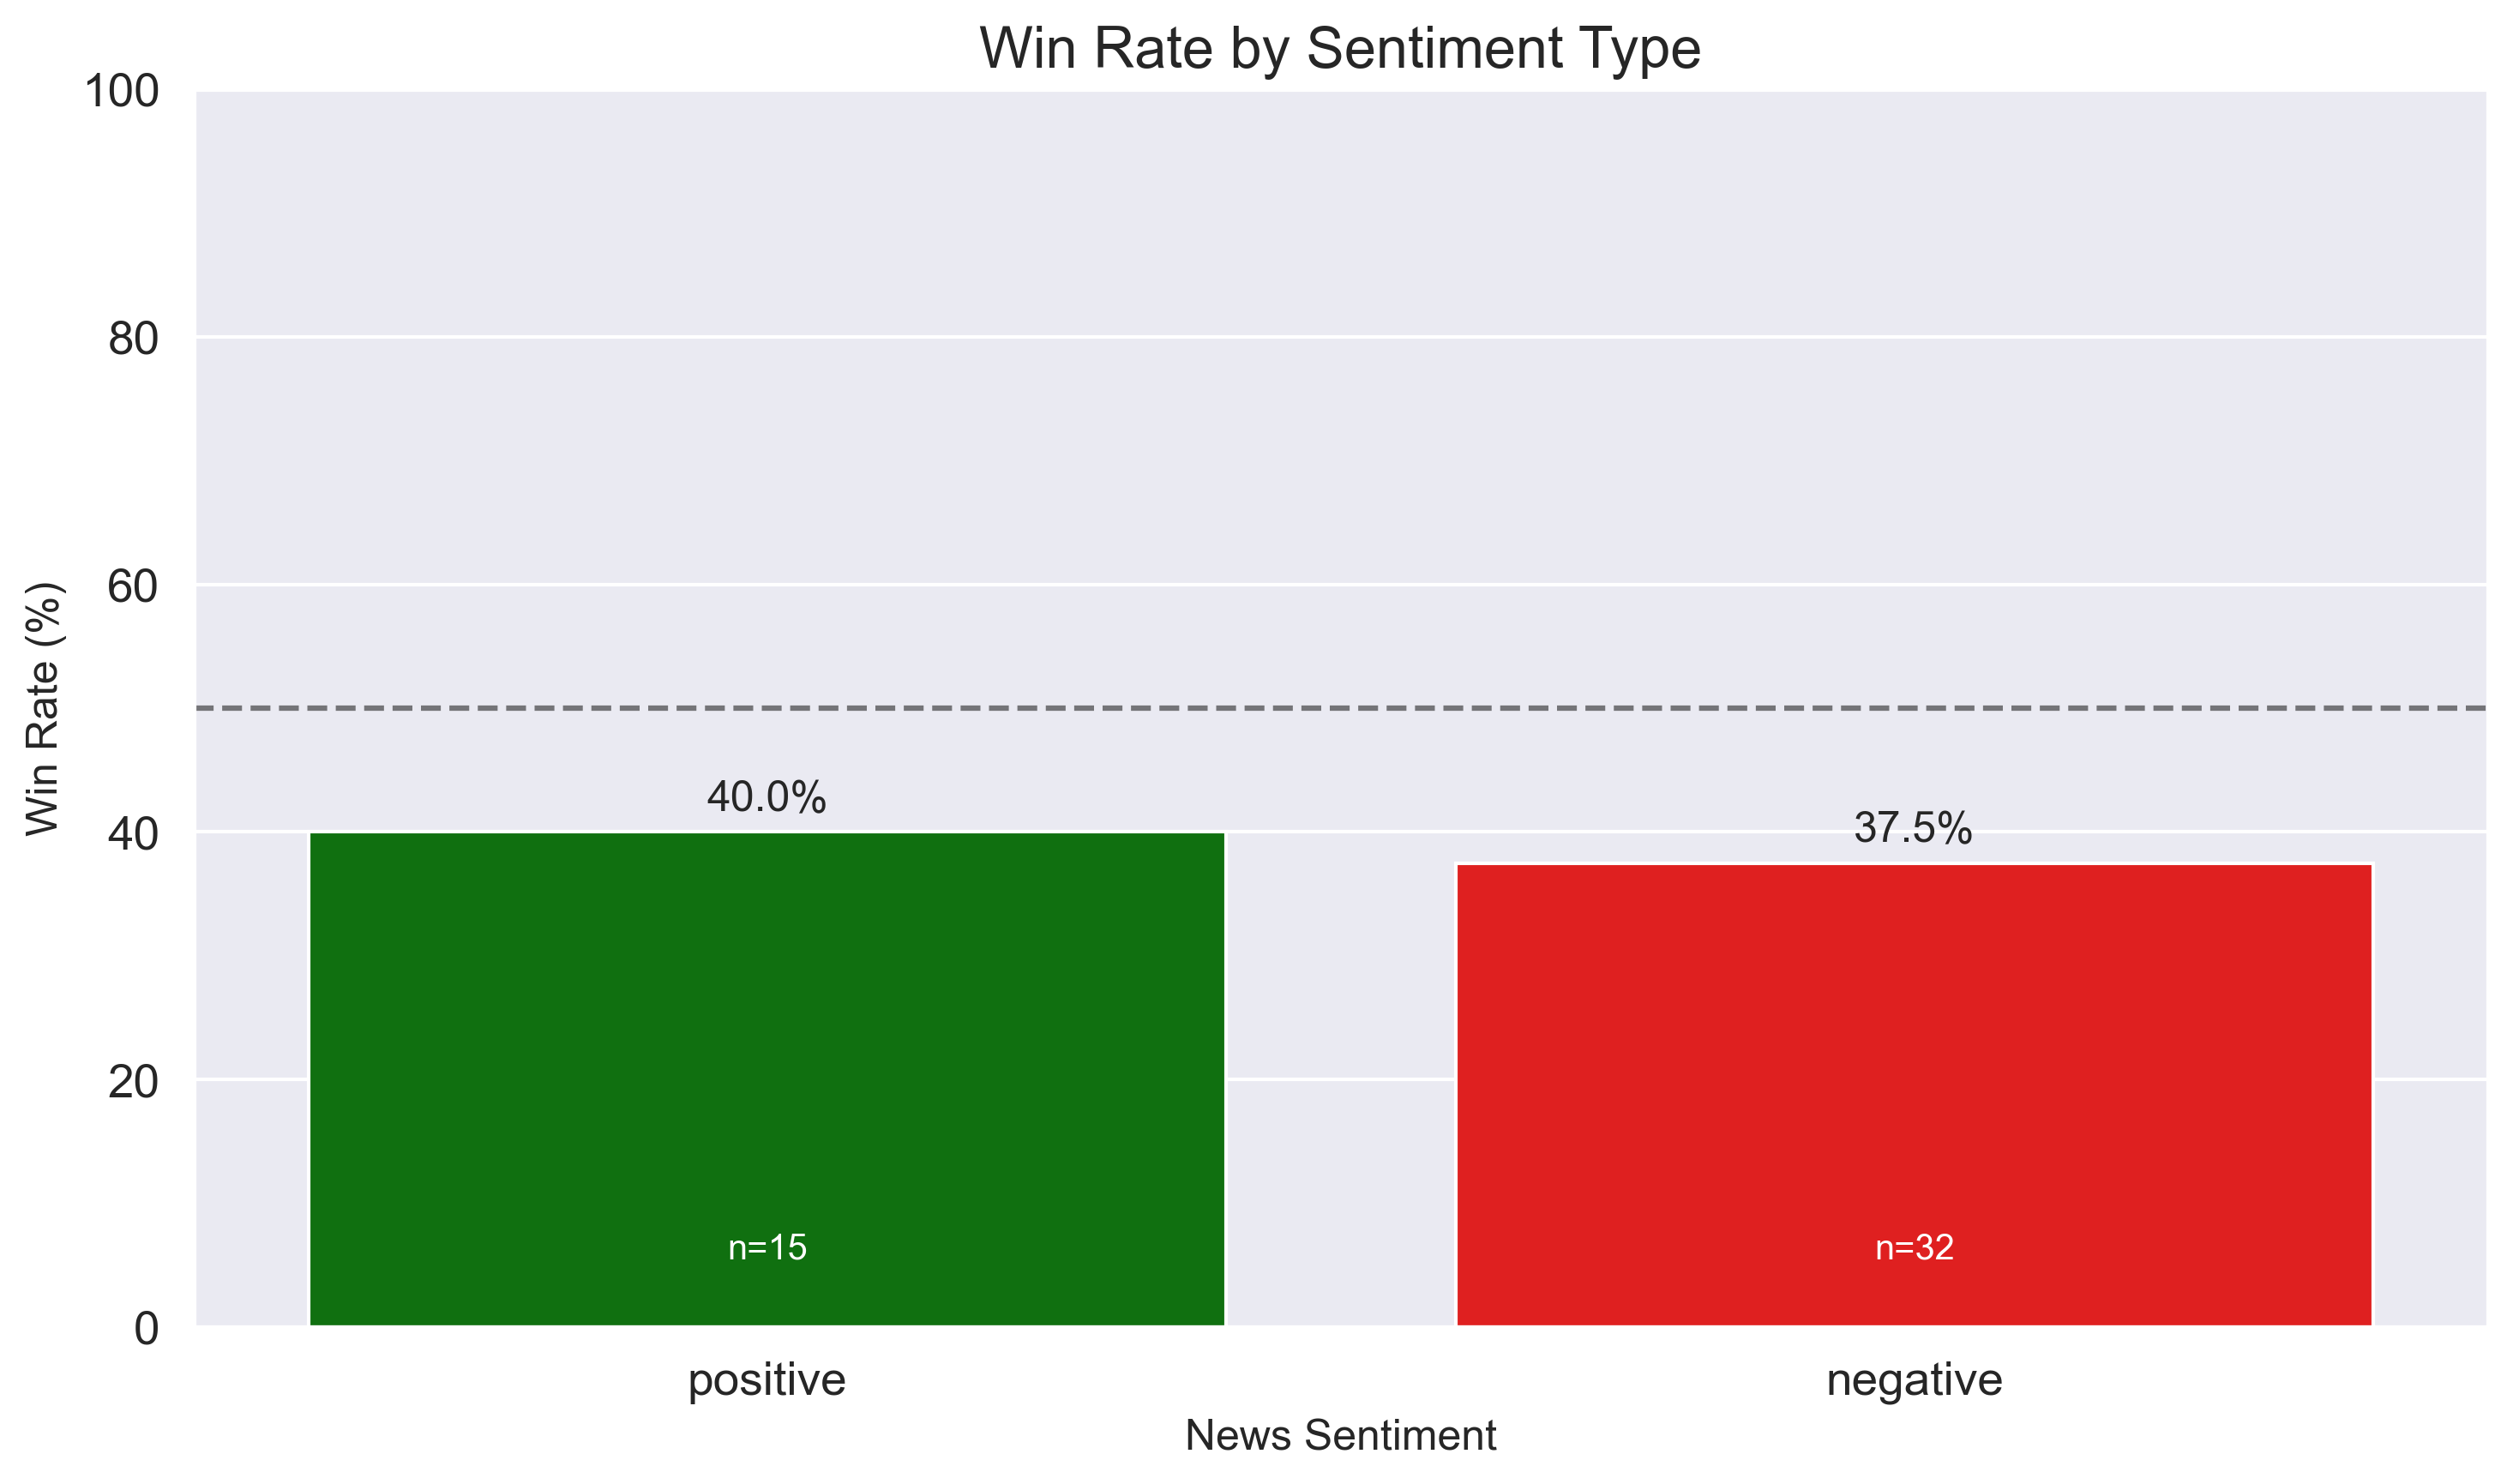 Win Rate by Sentiment Type
100
80
60
40
20
0
Win Rate (%)
40.0%
37.5%
n=15
n=32
positive
negative
News Sentiment